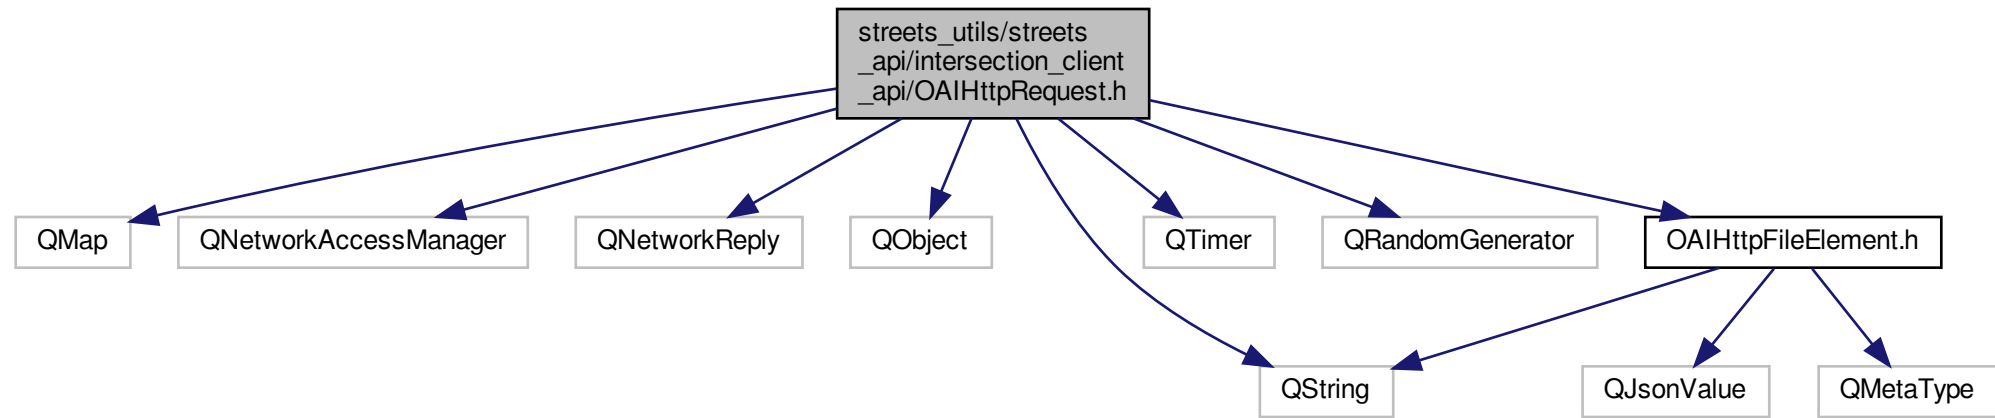 streets_utils/streets
_api/intersection_client
_api/OAIHttpRequest.h
QMap
QNetworkAccessManager
QNetworkReply
QObject
QTimer
QRandomGenerator
OAIHttpFileElement.h
QString
QJsonValue
QMetaType